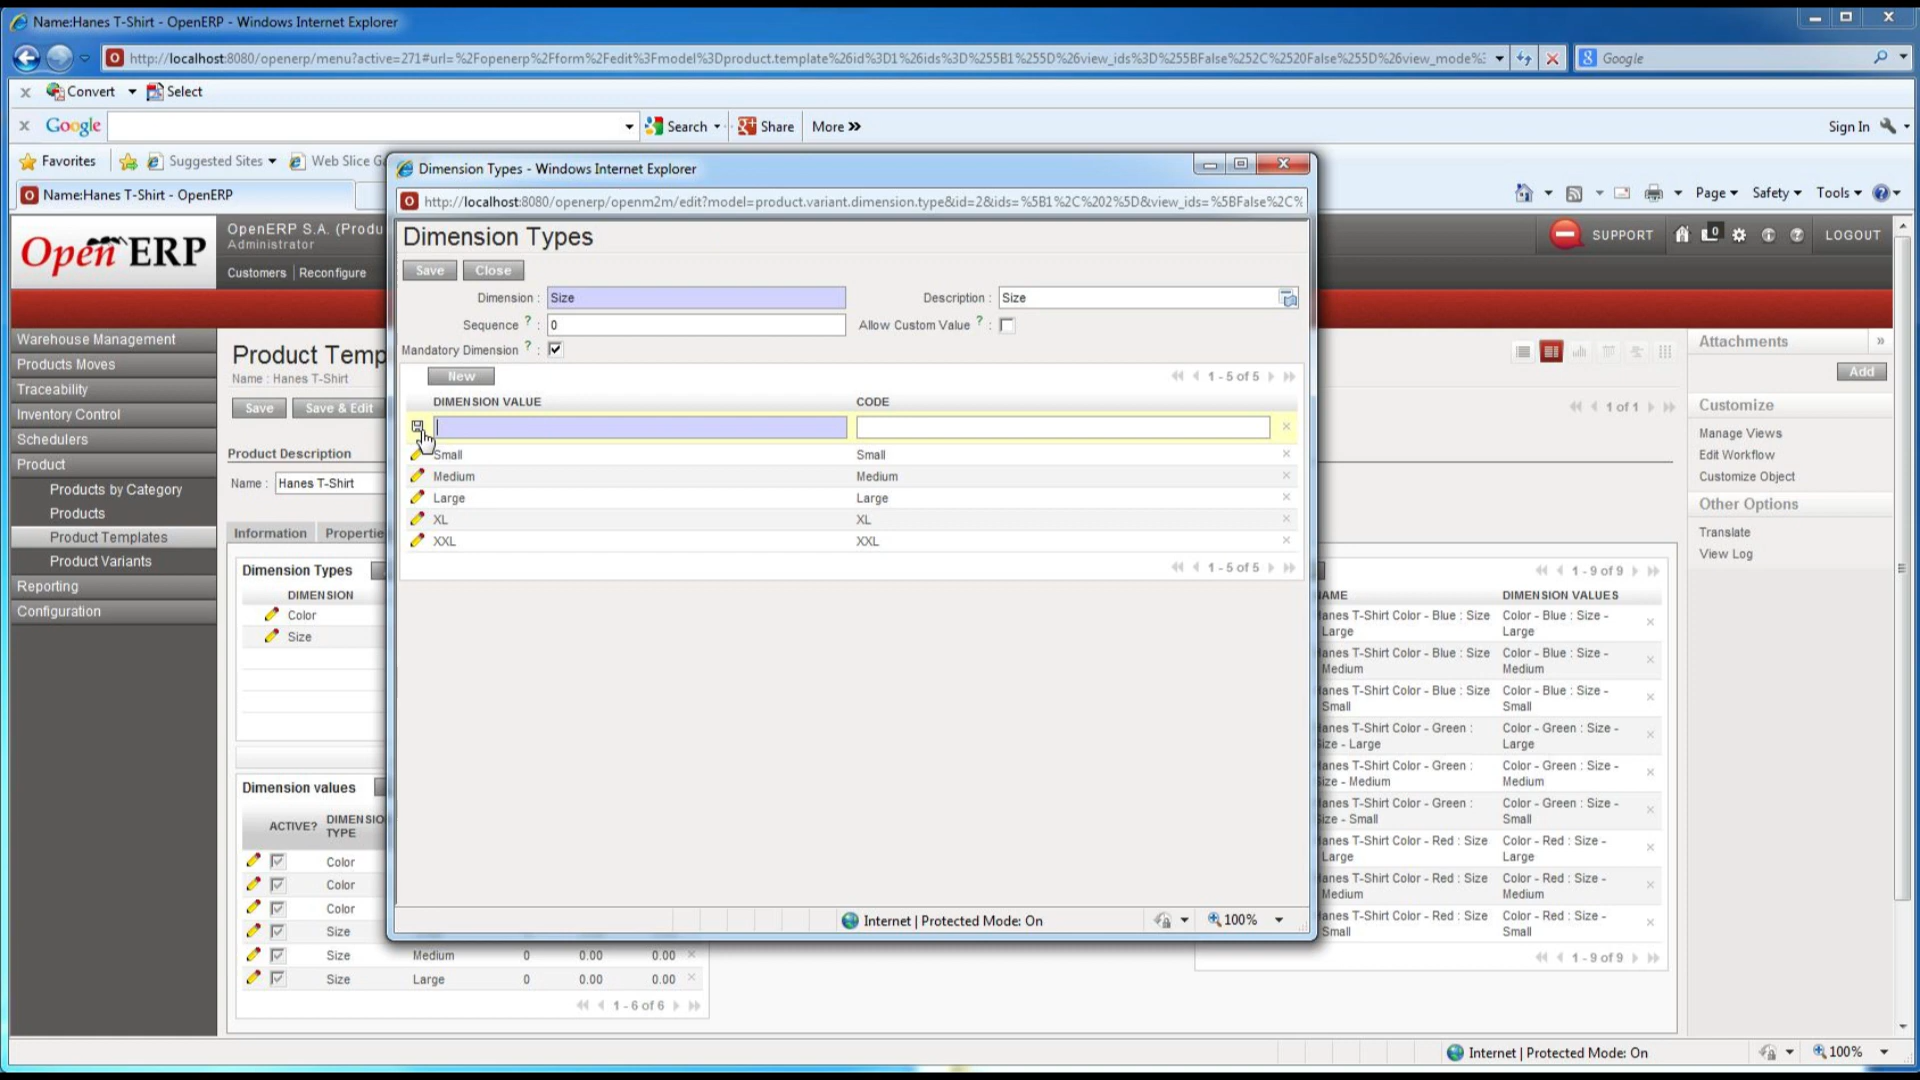 Name:Hanes T-Shirt - OpenERP - Windows Internet Explorer
http://localhost:8080/openerp/menu?active=271#url=%2Fopenerp%2Fform%2Fedit%3Fmodel%3Dproduct.template%26id%3D1%26ids%3D%255B1%255D%26view_ids%3D%255BFalse%252C%2520False%255D%26view_mode%
Google
x Convert Select
x Google Search Share More » Sign In
Favorites Suggested Sites Web Slice
Name:Hanes T-Shirt - OpenERP
Page Safety Tools
Open ERP
OpenERP S.A. (Produ
Administrator
Customers | Reconfigure
SUPPORT
0
LOGOUT
Warehouse Management
Products Moves
Traceability
Inventory Control
Schedulers
Product
Products by Category
Products
Product Templates
Product Variants
Reporting
Configuration
Product Temp
Name : Hanes T-Shirt
Save Save & Edit
1 of 1
Product Description
Name : Hanes T-Shirt
Information Propertie
Dimension Types
DIMENSION
Color
Size
Dimension values
ACTIVE? DIMENSIO
TYPE
Color
Color
Color
Size
Size Medium 0 0.00 0.00
Size Large 0 0.00 0.00
1 - 6 of 6
Dimension Types - Windows Internet Explorer
http://localhost:8080/openerp/openm2m/edit?model=product.variant.dimension.type&id=2&ids=%5B1%2C%202%5D&view_ids=%5BFalse%2C%
Dimension Types
Save Close
Dimension : Size Description : Size
Sequence ? : 0 Allow Custom Value ? :
Mandatory Dimension ? :
New 1 - 5 of 5
DIMENSION VALUE CODE
Small Small
Medium Medium
Large Large
XL XL
XXL XXL
1 - 5 of 5
Internet | Protected Mode: On 100%
1 - 9 of 9
AME DIMENSION VALUES
anes T-Shirt Color - Blue : Size Color - Blue : Size -
Large Large
anes T-Shirt Color - Blue : Size Color - Blue : Size -
Medium Medium
anes T-Shirt Color - Blue : Size Color - Blue : Size -
Small Small
anes T-Shirt Color - Green : Color - Green : Size -
ize - Large Large
anes T-Shirt Color - Green : Color - Green : Size -
ize - Medium Medium
anes T-Shirt Color - Green : Color - Green : Size -
ize - Small Small
anes T-Shirt Color - Red : Size Color - Red : Size -
Large Large
anes T-Shirt Color - Red : Size Color - Red : Size -
Medium Medium
anes T-Shirt Color - Red : Size Color - Red : Size -
Small Small
1 - 9 of 9
Attachments »
Add
Customize
Manage Views
Edit Workflow
Customize Object
Other Options
Translate
View Log
Internet | Protected Mode: On 100%